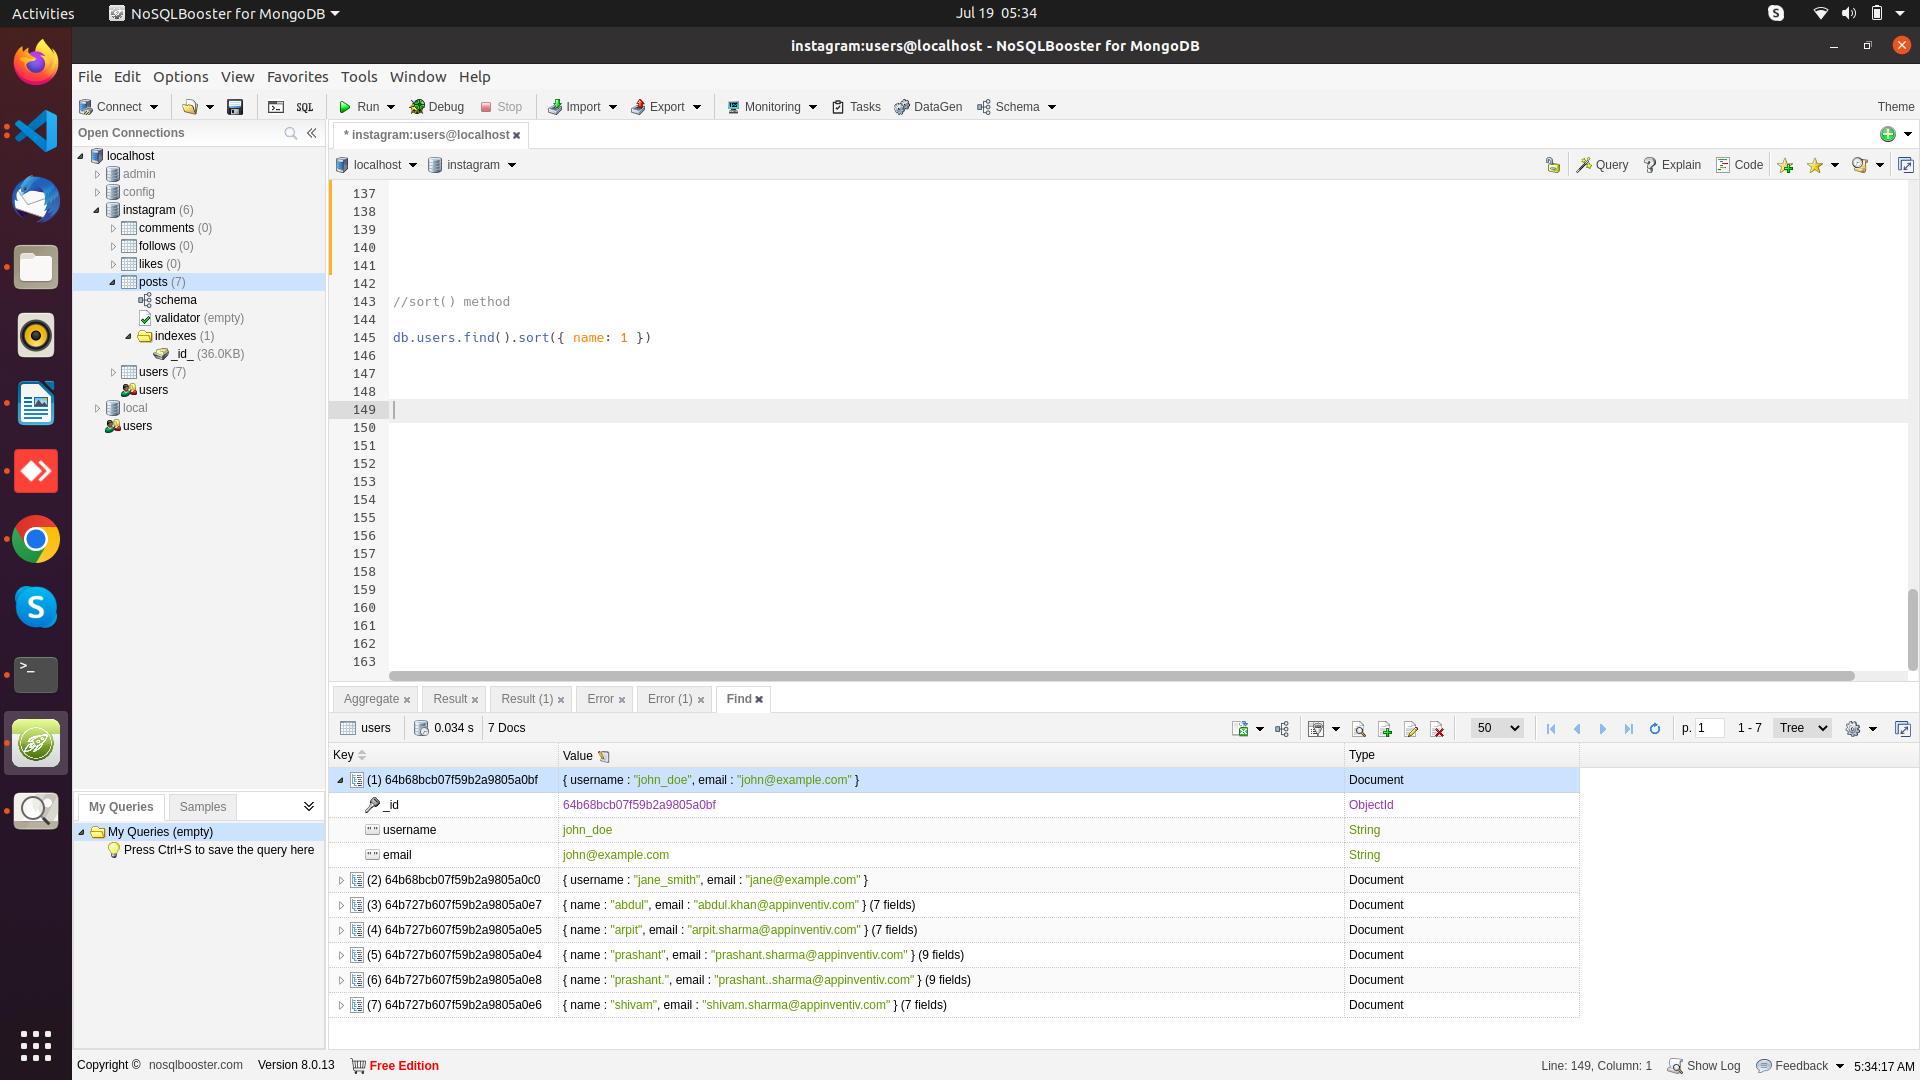 Activities NoSQLBooster for MongoDB Jul 19 05:34
instagram:users@localhost - NoSQLBooster for MongoDB
File Edit Options View Favorites Tools Window Help
Connect SQL Run Debug Stop Import Export Monitoring Tasks DataGen Schema Theme
Open Connections
localhost
admin
config
instagram (6)
comments (0)
follows (0)
likes (0)
posts (7)
schema
validator (empty)
indexes (1)
_id_ (36.0KB)
users (7)
users
local
users
My Queries Samples
My Queries (empty)
Press Ctrl+S to save the query here
* instagram:users@localhost
localhost instagram Query Explain Code
137
138
139
140
141
142
143 //sort() method
144
145 db.users.find().sort({ name: 1 })
146
147
148
149
150
151
152
153
154
155
156
157
158
159
160
161
162
163
Aggregate Result Result (1) Error Error (1) Find
users 0.034 s 7 Docs 50 p. 1 1 - 7 Tree
Key Value Type
(1) 64b68bcb07f59b2a9805a0bf { username : "john_doe", email : "john@example.com" } Document
_id 64b68bcb07f59b2a9805a0bf ObjectId
username john_doe String
email john@example.com String
(2) 64b68bcb07f59b2a9805a0c0 { username : "jane_smith", email : "jane@example.com" } Document
(3) 64b727b607f59b2a9805a0e7 { name : "abdul", email : "abdul.khan@appinventiv.com" } (7 fields) Document
(4) 64b727b607f59b2a9805a0e5 { name : "arpit", email : "arpit.sharma@appinventiv.com" } (7 fields) Document
(5) 64b727b607f59b2a9805a0e4 { name : "prashant", email : "prashant.sharma@appinventiv.com" } (9 fields) Document
(6) 64b727b607f59b2a9805a0e8 { name : "prashant.", email : "prashant..sharma@appinventiv.com" } (9 fields) Document
(7) 64b727b607f59b2a9805a0e6 { name : "shivam", email : "shivam.sharma@appinventiv.com" } (7 fields) Document
Copyright © nosqlbooster.com Version 8.0.13 Free Edition Line: 149, Column: 1 Show Log Feedback 5:34:17 AM